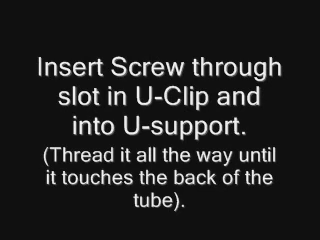 Insert Screw through
slot in U-Clip and
into U-support.
(Thread it all the way until
it touches the back of the
tube).